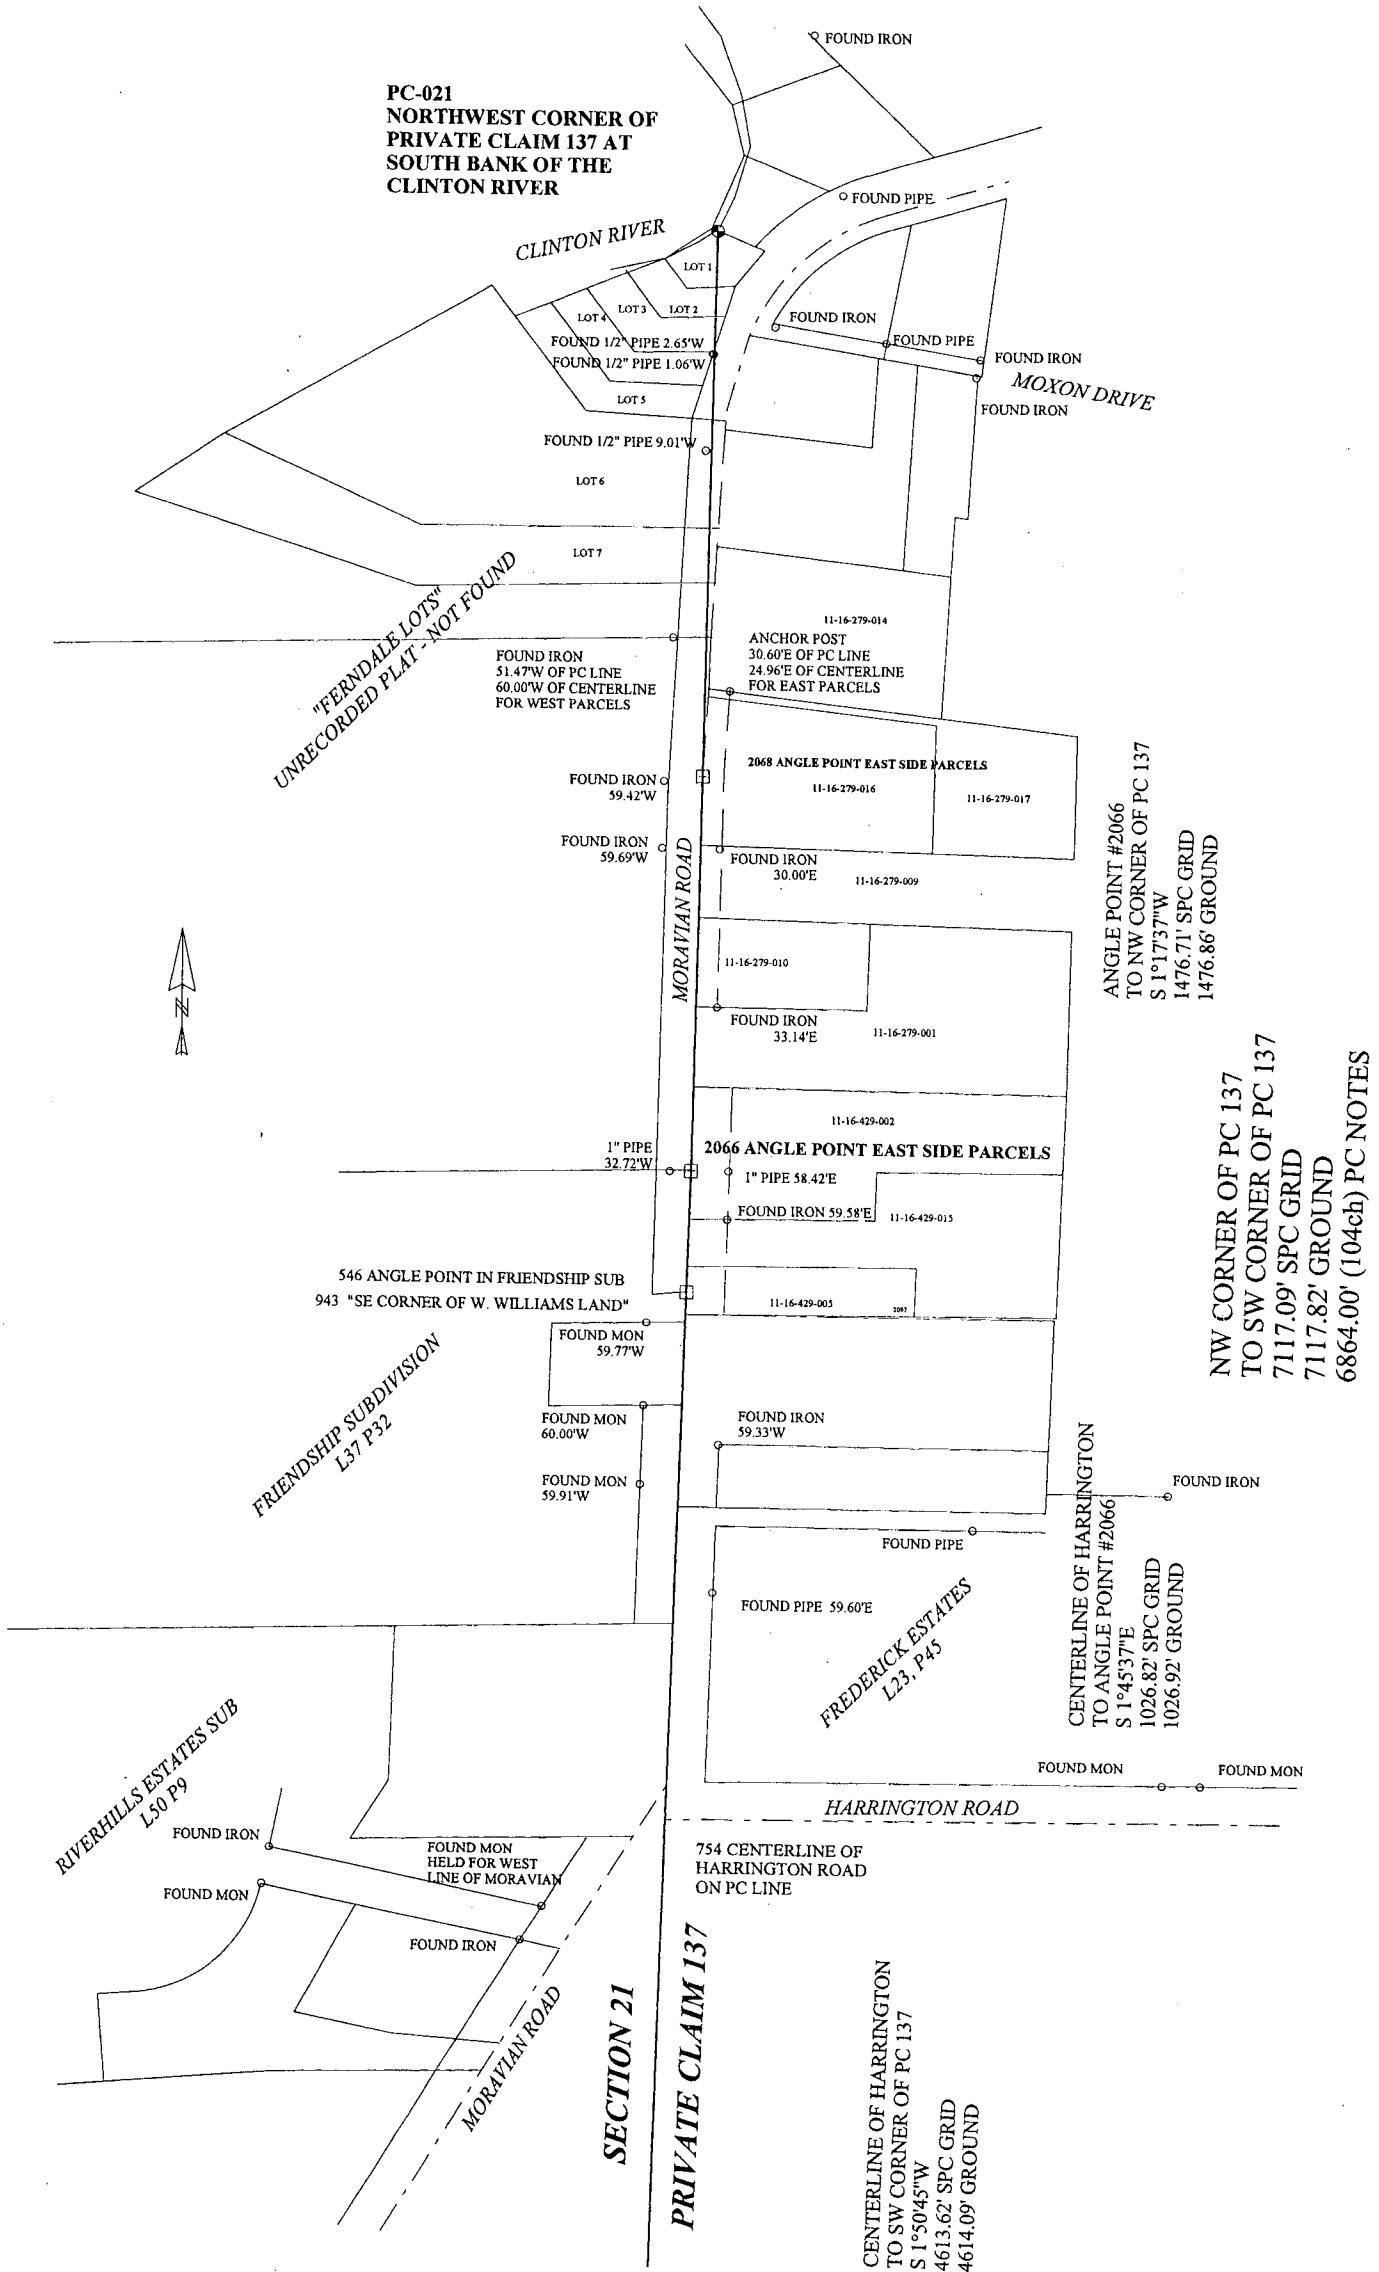 FOUND IRON
PC-021
NORTHWEST CORNER OF
PRIVATE CLAIM 137 AT
SOUTH BANK OF THE
CLINTON RIVER
FOUND PIPE
CLINTON RIVER
LOT 1
LOT 2
LOT 3
LOT 4
FOUND IRON
FOUND 1/2" PIPE 2.65'W
FOUND PIPE
FOUND 1/2" PIPE 1.06'W
FOUND IRON
MOXON DRIVE
LOT 5
FOUND IRON
FOUND 1/2" PIPE 9.01'W
LOT 6
LOT 7
"FERNDALE LOTS"
UNRECORDED PLAT - NOT FOUND
11-16-279-014
ANCHOR POST
30.60'E OF PC LINE
24.96'E OF CENTERLINE
FOR EAST PARCELS
FOUND IRON
51.47'W OF PC LINE
60.00'W OF CENTERLINE
FOR WEST PARCELS
2068 ANGLE POINT EAST SIDE PARCELS
11-16-279-016
11-16-279-017
FOUND IRON
59.42'W
FOUND IRON
59.69'W
MORAVIAN ROAD
FOUND IRON
30.00'E
11-16-279-009
ANGLE POINT #2066
TO NW CORNER OF PC 137
S 1°17'37"W
1476.71' SPC GRID
1476.86' GROUND
N
11-16-279-010
FOUND IRON
33.14'E
11-16-279-001
11-16-429-002
1" PIPE
32.72'W
2066 ANGLE POINT EAST SIDE PARCELS
1" PIPE 58.42'E
FOUND IRON 59.58'E
11-16-429-015
NW CORNER OF PC 137
TO SW CORNER OF PC 137
7117.09' SPC GRID
7117.82' GROUND
6864.00' (104ch) PC NOTES
546 ANGLE POINT IN FRIENDSHIP SUB
943 "SE CORNER OF W. WILLIAMS LAND"
11-16-429-005
2097
FOUND MON
59.77'W
FRIENDSHIP SUBDIVISION
L37 P32
FOUND MON
60.00'W
FOUND IRON
59.33'W
FOUND MON
59.91'W
FOUND IRON
FOUND PIPE
CENTERLINE OF HARRINGTON
TO ANGLE POINT #2066
S 1°45'37"E
1026.82' SPC GRID
1026.92' GROUND
FOUND PIPE 59.60'E
FREDERICK ESTATES
L23, P45
RIVERHILLS ESTATES SUB
L50 P9
FOUND MON
FOUND MON
HARRINGTON ROAD
FOUND IRON
FOUND MON
HELD FOR WEST
LINE OF MORAVIAN
754 CENTERLINE OF
HARRINGTON ROAD
ON PC LINE
FOUND MON
FOUND IRON
MORAVIAN ROAD
SECTION 21
PRIVATE CLAIM 137
CENTERLINE OF HARRINGTON
TO SW CORNER OF PC 137
S 1°50'45"W
4613.62' SPC GRID
4614.09' GROUND